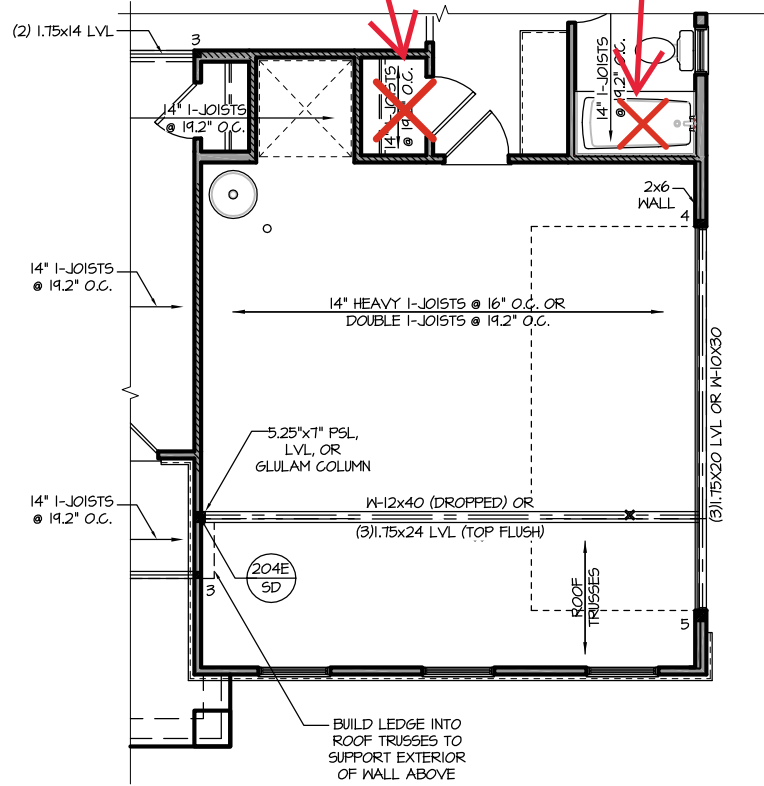 (2) 1.75x14 LVL
3
14" I-JOISTS
@ 19.2" O.C.
14" I-JOISTS
@ 19.2" O.C.
14" I-JOISTS
@ 19.2" O.C.
2x6
WALL
4
14" I-JOISTS
@ 19.2" O.C.
14" HEAVY I-JOISTS @ 16" O.C. OR
DOUBLE I-JOISTS @ 19.2" O.C.
(3)1.75X20 LVL OR W-10X30
5.25"x7" PSL,
LVL, OR
GLULAM COLUMN
14" I-JOISTS
@ 19.2" O.C.
W-12x40 (DROPPED) OR
(3)1.75x24 LVL (TOP FLUSH)
204E
SD
3
ROOF
TRUSSES
5
BUILD LEDGE INTO
ROOF TRUSSES TO
SUPPORT EXTERIOR
OF WALL ABOVE